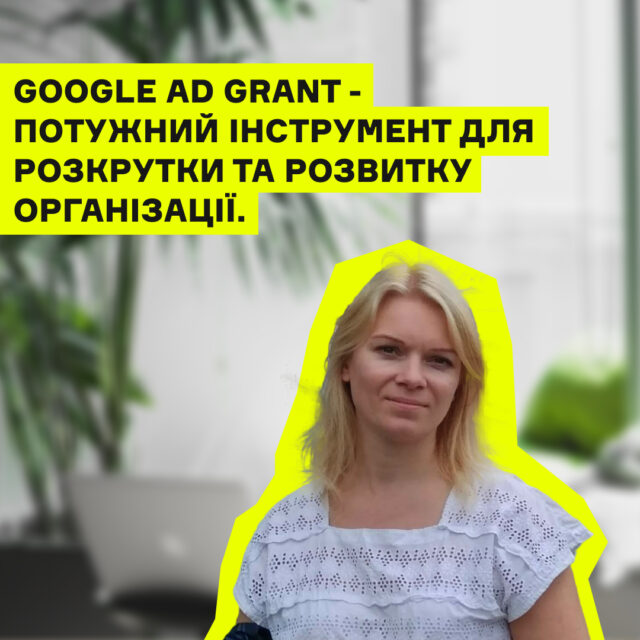 GOOGLE AD GRANT -
ПОТУЖНИЙ ІНСТРУМЕНТ ДЛЯ
РОЗКРУТКИ ТА РОЗВИТКУ
ОРГАНІЗАЦІЇ.